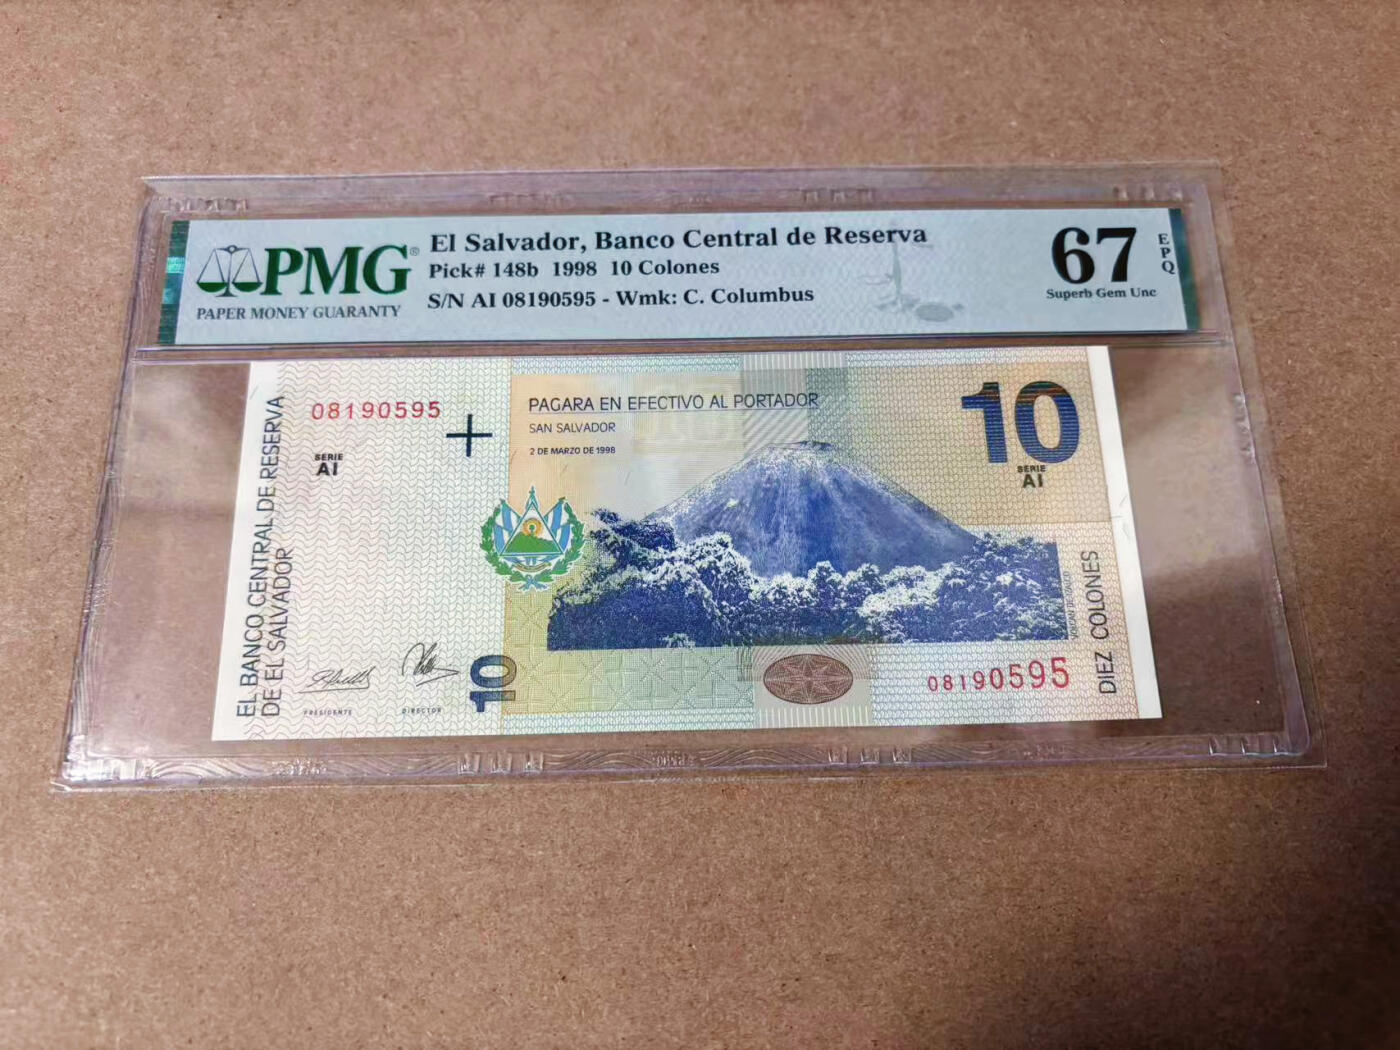 PMG®
PAPER MONEY GUARANTY
El Salvador, Banco Central de Reserva
Pick# 148b 1998 10 Colones
S/N AI 08190595 - Wmk: C. Columbus
67
EPQ
Superb Gem Unc
EL BANCO CENTRAL DE RESERVA
DE EL SALVADOR
08190595
SERIE
AI
PAGARA EN EFECTIVO AL PORTADOR
SAN SALVADOR
2 DE MARZO DE 1998
10
SERIE
AI
PRESIDENTE
DIRECTOR
10
08190595
DIEZ COLONES